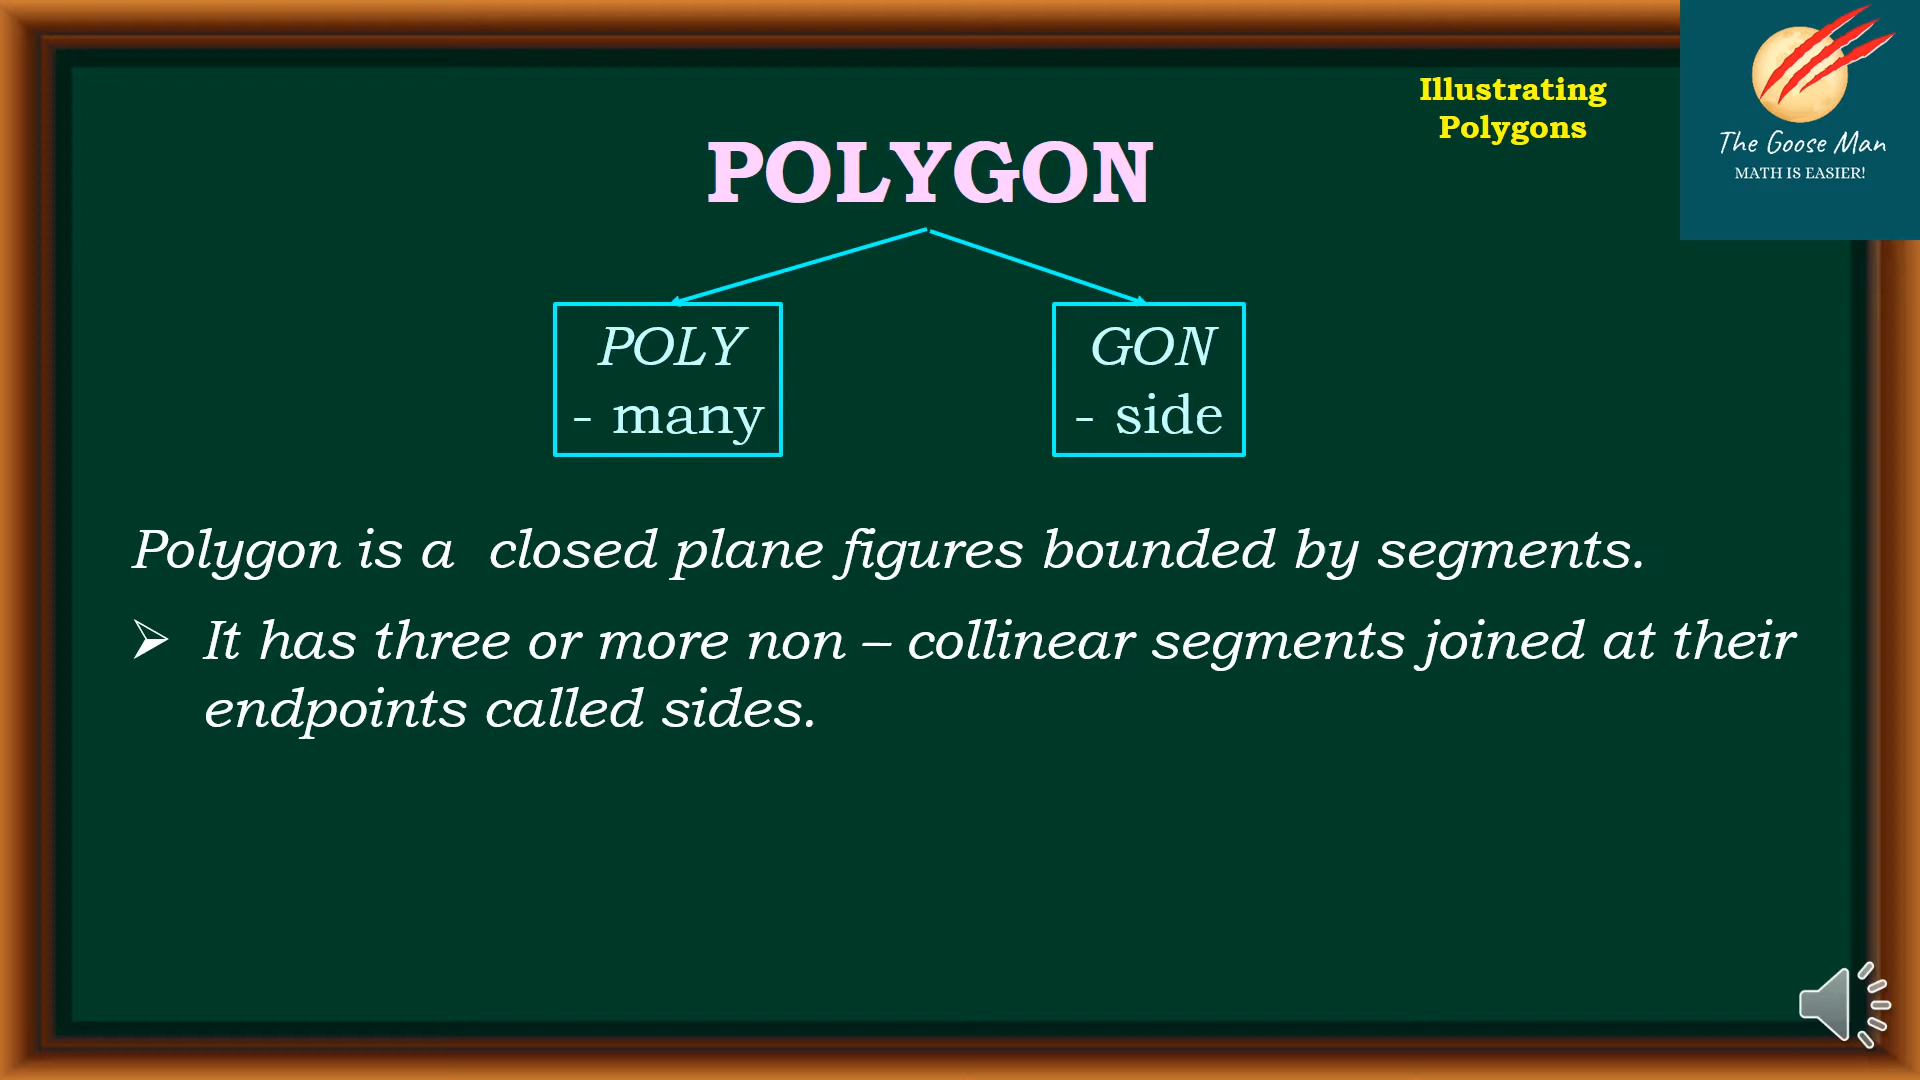 Illustrating
Polygons
The Goose Man
MATH IS EASIER!
POLYGON
POLY
- many
GON
- side
Polygon is a  closed plane figures bounded by segments.
➢ It has three or more non – collinear segments joined at their
endpoints called sides.